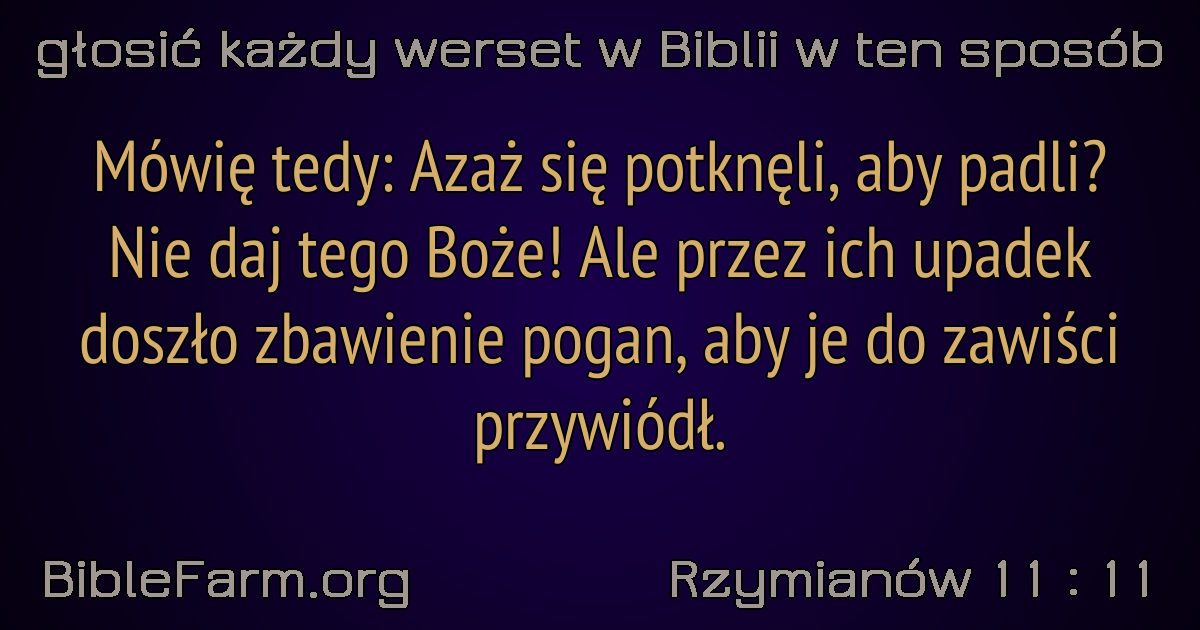 głosić każdy werset w Biblii w ten sposób
Mówię tedy: Azaż się potknęli, aby padli?
Nie daj tego Boże! Ale przez ich upadek
doszło zbawienie pogan, aby je do zawiści
przywiódł.
BibleFarm.org
Rzymianów 11 : 11